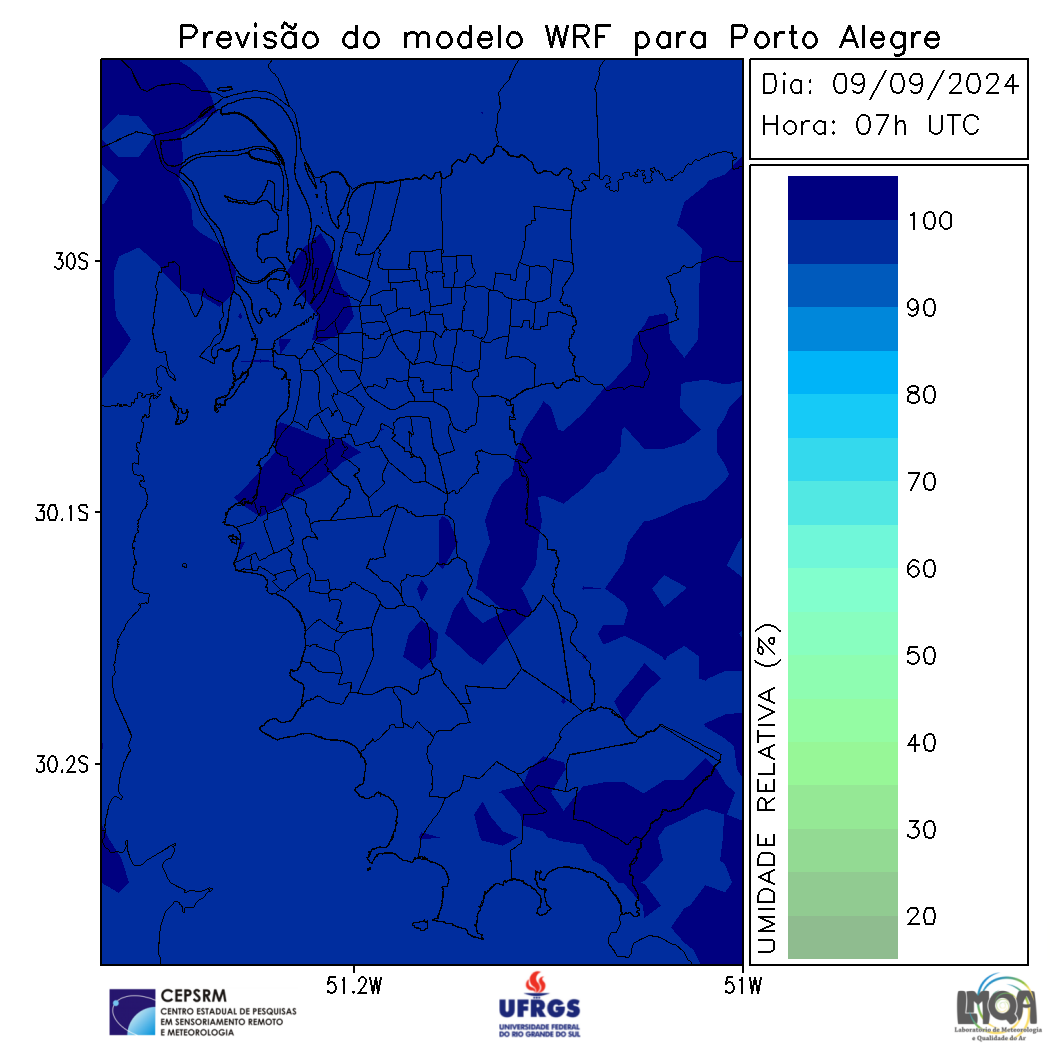 Previsão do modelo WRF para Porto Alegre
Dia: 09/09/2024
Hora: 07h UTC
100
90
80
70
60
50
40
30
20
UMIDADE RELATIVA (%)
30S
30.1S
30.2S
51.2W
51W
CEPSRM
CENTRO ESTADUAL DE PESQUISAS
EM SENSORIAMENTO REMOTO
E METEOROLOGIA
UFRGS
UNIVERSIDADE FEDERAL
DO RIO GRANDE DO SUL
LMQA
Laboratório de Meteorologia
e Qualidade do Ar